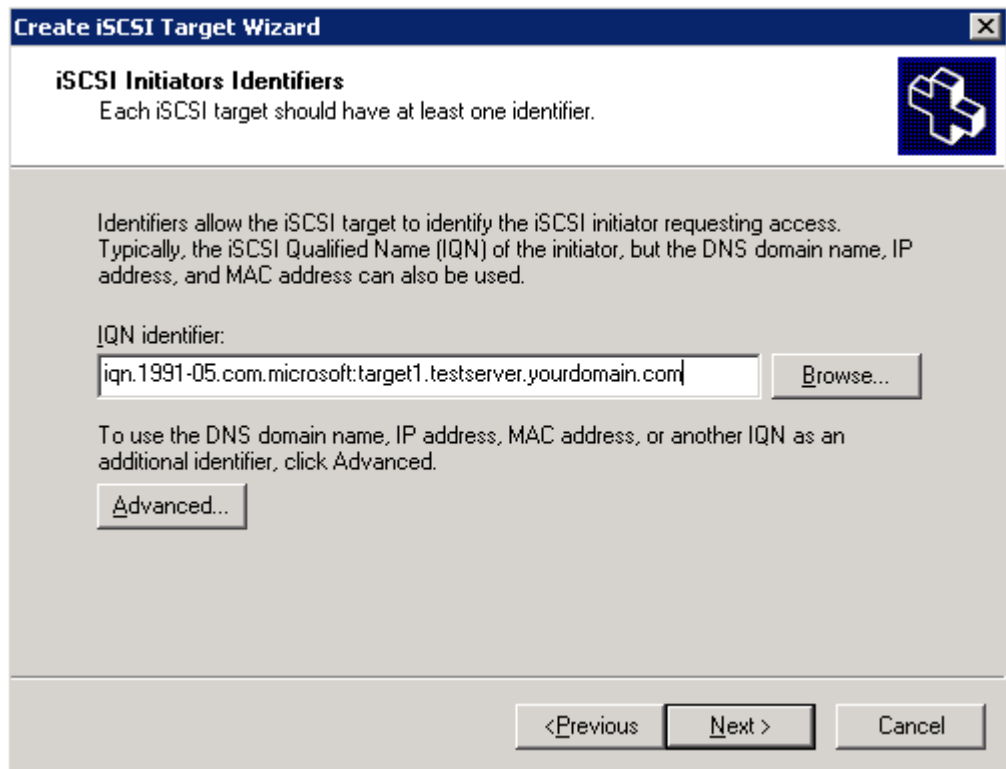 Create iSCSI Target Wizard
iSCSI Initiators Identifiers
Each iSCSI target should have at least one identifier.
Identifiers allow the iSCSI target to identify the iSCSI initiator requesting access.
Typically, the iSCSI Qualified Name (IQN) of the initiator, but the DNS domain name, IP
address, and MAC address can also be used.
IQN identifier:
iqn.1991-05.com.microsoft:target1.testserver.yourdomain.com
Browse...
To use the DNS domain name, IP address, MAC address, or another IQN as an
additional identifier, click Advanced.
Advanced...
<Previous
Next >
Cancel